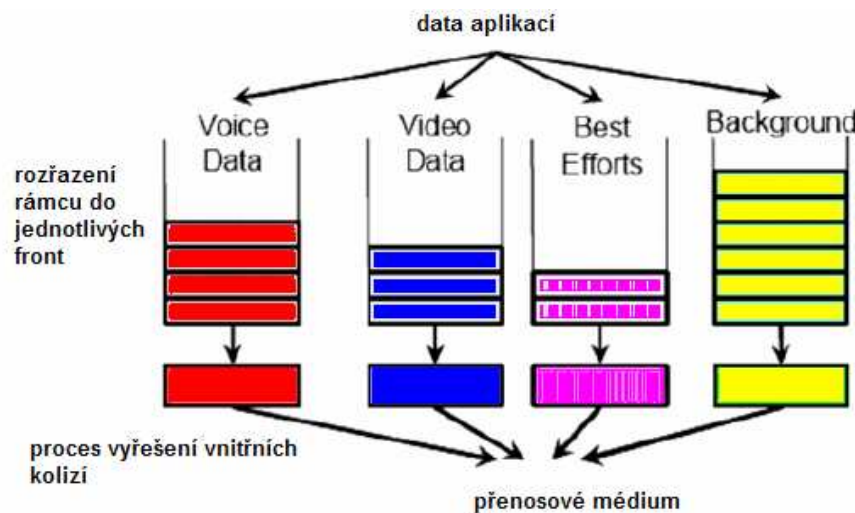 data aplikací
Voice
Data
Video
Data
Best
Efforts
Background
rozřazení
rámcu do
jednotlivých
front
proces vyřešení vnitřních
kolizí
přenosové médium